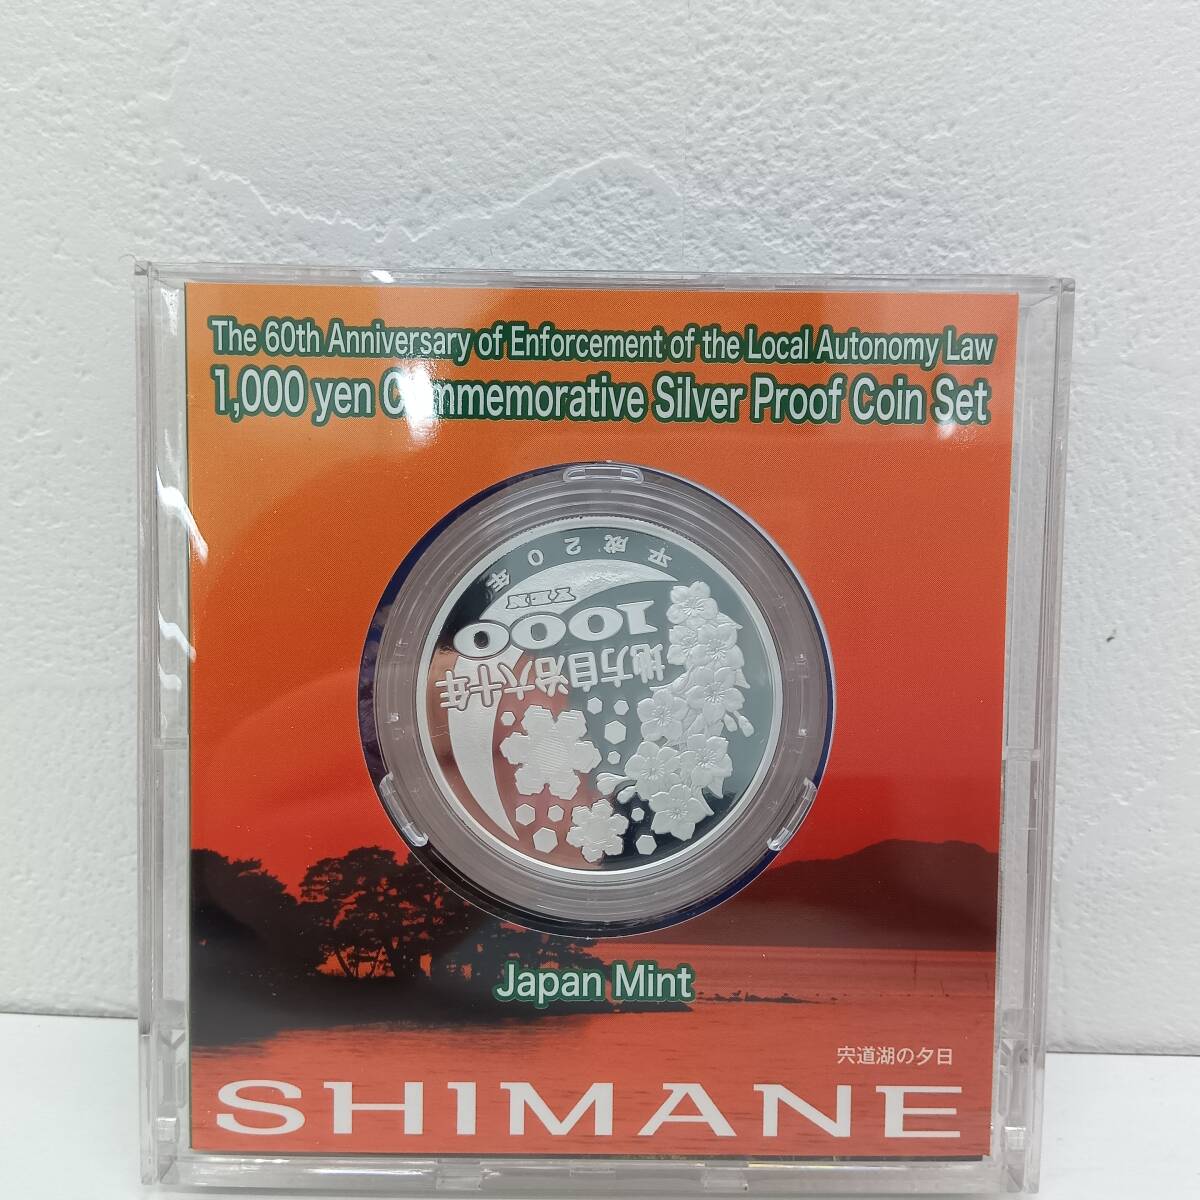 The 60th Anniversary of Enforcement of the Local Autonomy Law
1,000 yen Commemorative Silver Proof Coin Set
平成20年
1000
YEN
地方自治六十年
Japan Mint
宍道湖の夕日
SHIMANE